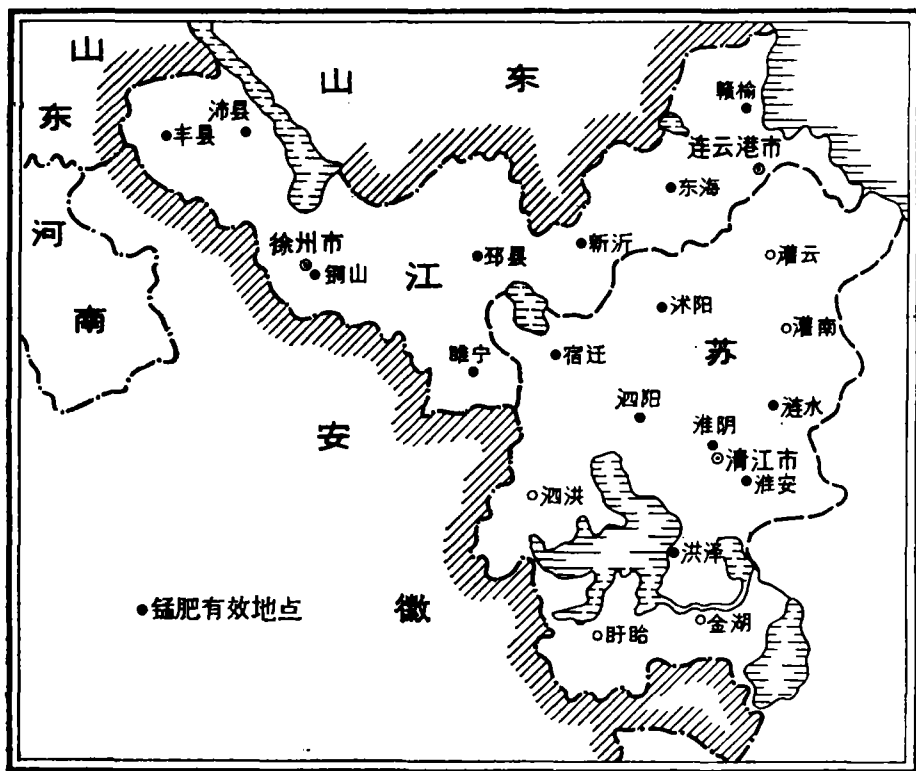 山
东
山
东
赣榆
沛县
丰县
连云港市
东海
河
徐州市
铜山
江
邳县
新沂
灌云
南
沭阳
灌南
苏
睢宁
宿迁
泗阳
涟水
安
淮阴
清江市
淮安
泗洪
洪泽
锰肥有效地点
徽
盱眙
金湖